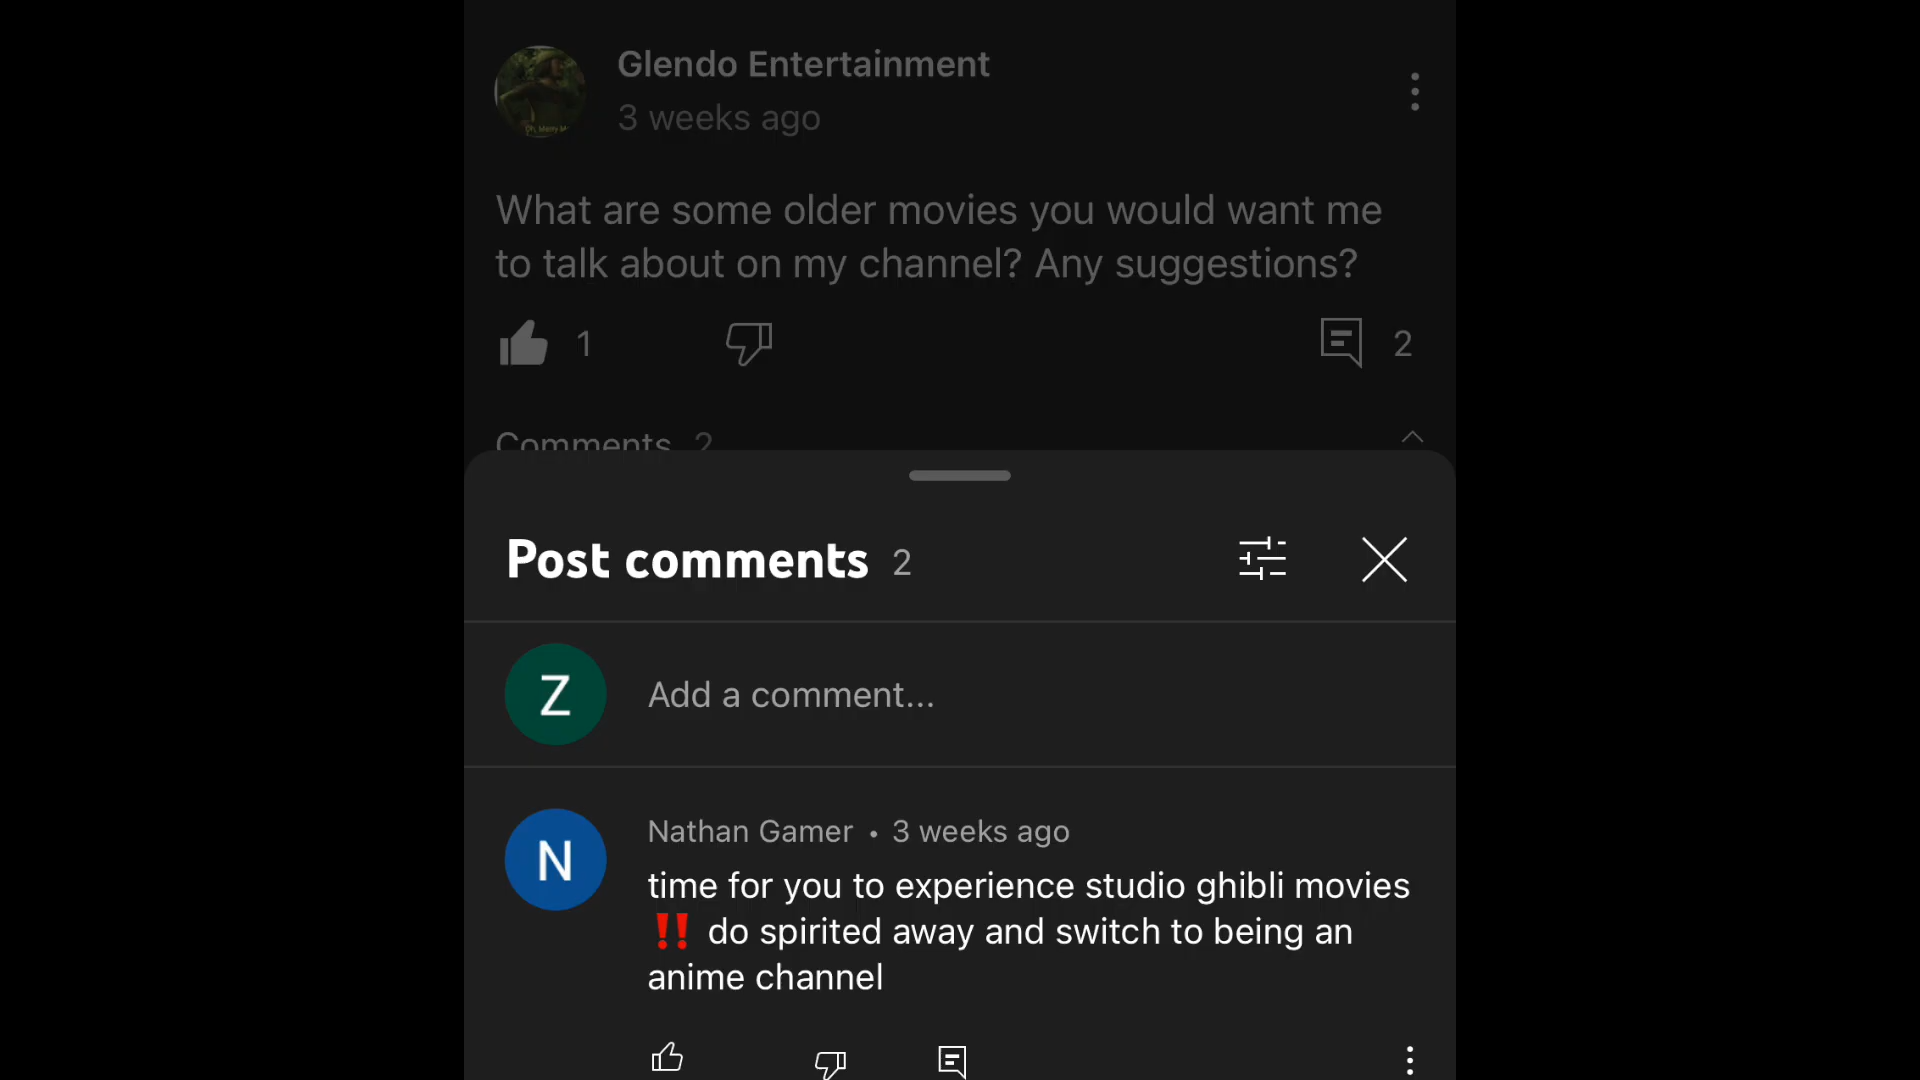 Glendo Entertainment
3 weeks ago
What are some older movies you would want me
to talk about on my channel? Any suggestions?
1
2
Comments 2
Post comments 2
Z
Add a comment...
N
Nathan Gamer • 3 weeks ago
time for you to experience studio ghibli movies
‼️ do spirited away and switch to being an
anime channel